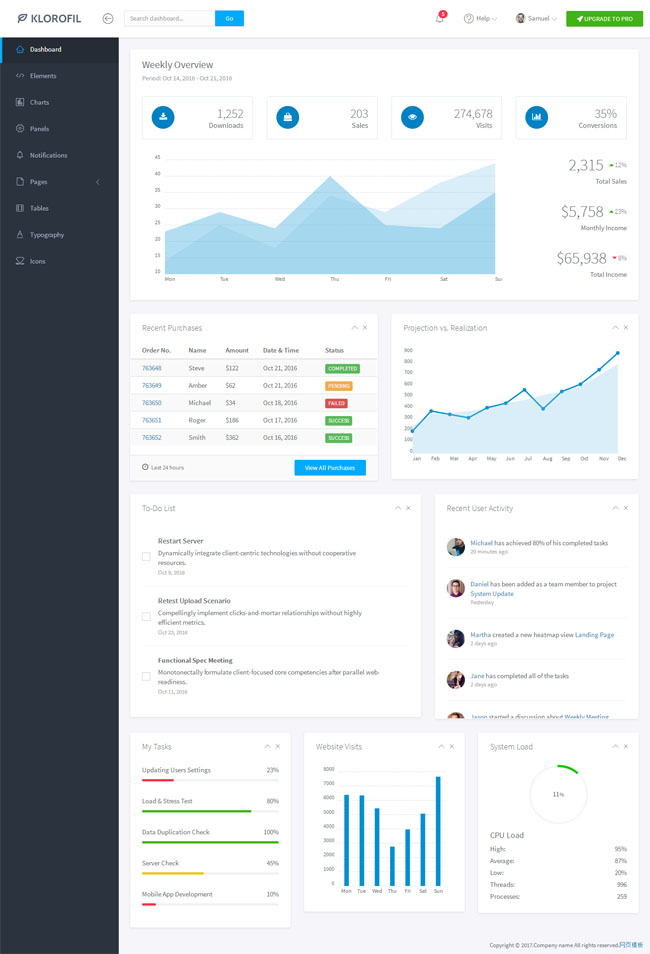 KLOROFIL
Search dashboard...
Go
5
Help
Samuel
UPGRADE TO PRO
Dashboard
Elements
Charts
Panels
Notifications
Pages
Tables
Typography
Icons
Weekly Overview
Period: Oct 14, 2016 - Oct 21, 2016
1,252
Downloads
203
Sales
274,678
Visits
35%
Conversions
45
40
35
30
25
20
15
10
Mon Tue Wed Thu Fri Sat Su
2,315 12%
Total Sales
$5,758 23%
Monthly Income
$65,938 8%
Total Income
Recent Purchases
Order No. Name Amount Date & Time Status
763648 Steve $122 Oct 21, 2016 COMPLETED
763649 Amber $62 Oct 21, 2016 PENDING
763650 Michael $34 Oct 18, 2016 FAILED
763651 Roger $186 Oct 17, 2016 SUCCESS
763652 Smith $362 Oct 16, 2016 SUCCESS
Last 24 hours
View All Purchases
Projection vs. Realization
900
800
700
600
500
400
300
200
100
0
Jan Feb Mar Apr May Jun Jul Aug Sep Oct Nov Dec
To-Do List
Restart Server
Dynamically integrate client-centric technologies without cooperative
resources.
Oct 9, 2016
Retest Upload Scenario
Compellingly implement clicks-and-mortar relationships without highly
efficient metrics.
Oct 23, 2016
Functional Spec Meeting
Monotonectally formulate client-focused core competencies after parallel web-
readiness.
Oct 11, 2016
Recent User Activity
Michael has achieved 80% of his completed tasks
20 minutes ago
Daniel has been added as a team member to project
System Update
Yesterday
Martha created a new heatmap view Landing Page
2 days ago
Jane has completed all of the tasks
2 days ago
Jason started a discussion about Weekly Meeting
My Tasks
Updating Users Settings 23%
Load & Stress Test 80%
Data Duplication Check 100%
Server Check 45%
Mobile App Development 10%
Website Visits
8000
7000
6000
5000
4000
3000
2000
1000
0
Mon Tue Wed Thu Fri Sat Sun
System Load
11%
CPU Load
High: 95%
Average: 87%
Low: 20%
Threads: 996
Processes: 259
Copyright © 2017.Company name All rights reserved.网页模板